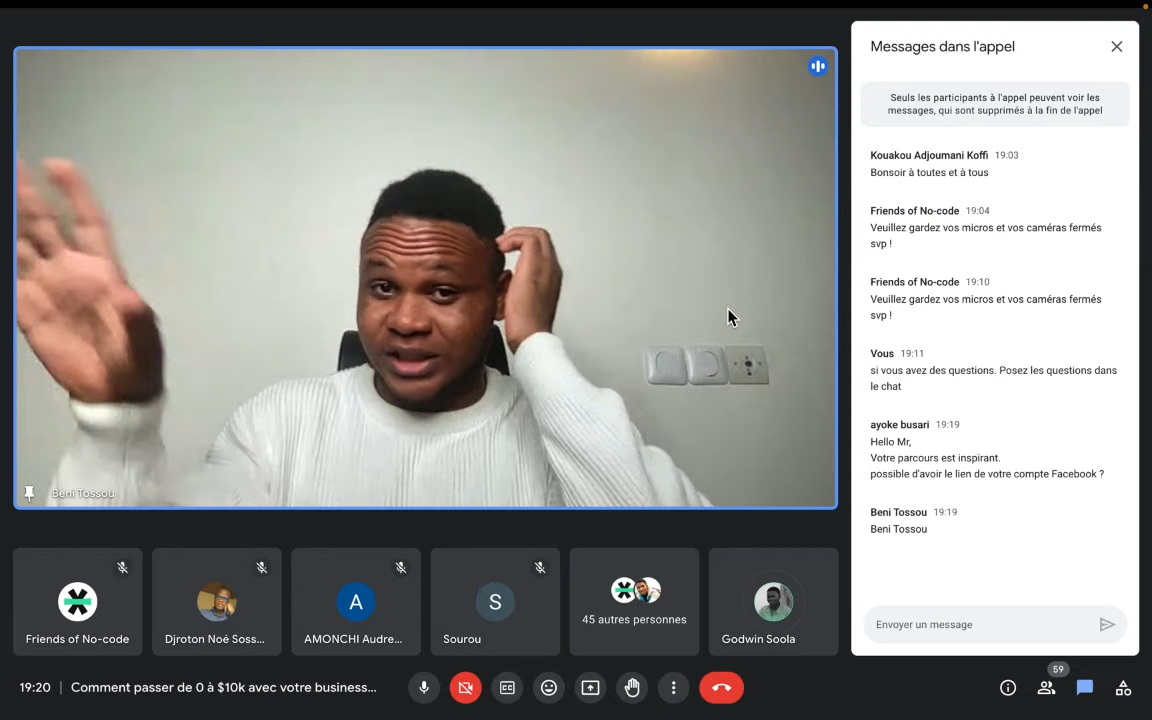 Messages dans l'appel
Seuls les participants à l'appel peuvent voir les
messages, qui sont supprimés à la fin de l'appel
Kouakou Adjoumani Koffi 19:03
Bonsoir à toutes et à tous
Friends of No-code 19:04
Veuillez gardez vos micros et vos caméras fermés
svp !
Friends of No-code 19:10
Veuillez gardez vos micros et vos caméras fermés
svp !
Vous 19:11
si vous avez des questions. Posez les questions dans
le chat
ayoke busari 19:19
Hello Mr,
Votre parcours est inspirant.
possible d'avoir le lien de votre compte Facebook ?
Beni Tossou 19:19
Beni Tossou
Envoyer un message
Beni Tossou
Friends of No-code
Djroton Noé Soss...
A
AMONCHI Audre...
S
Sourou
45 autres personnes
Godwin Soola
19:20 | Comment passer de 0 à $10k avec votre business...
59